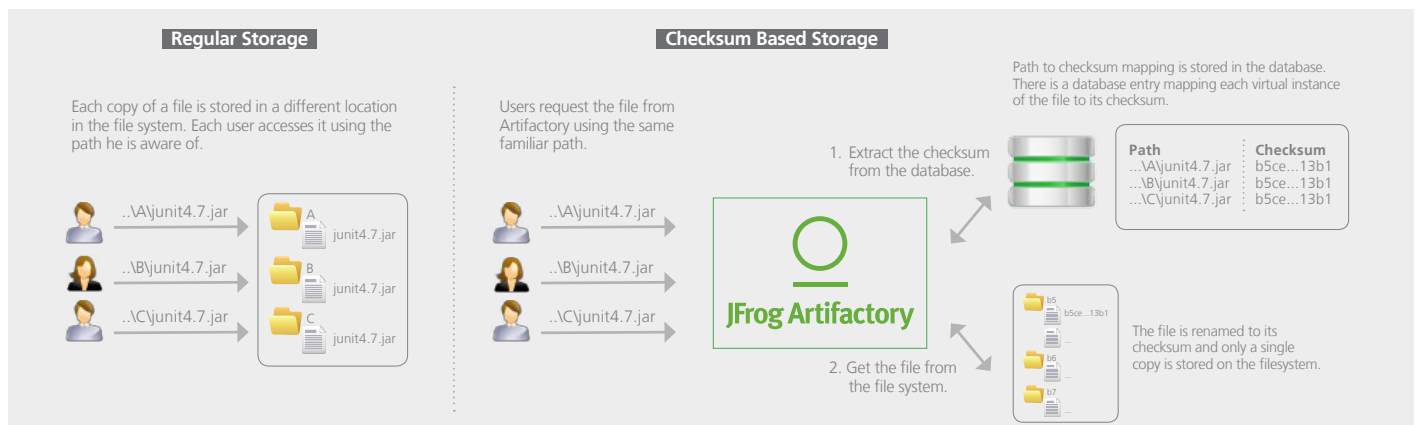 Regular Storage
Each copy of a file is stored in a different location
in the file system. Each user accesses it using the
path he is aware of.
..\A\junit4.7.jar
..\B\junit4.7.jar
..\C\junit4.7.jar
A
junit4.7.jar
B
junit4.7.jar
C
junit4.7.jar
Checksum Based Storage
Users request the file from
Artifactory using the same
familiar path.
..\A\junit4.7.jar
..\B\junit4.7.jar
..\C\junit4.7.jar
JFrog Artifactory
1. Extract the checksum
from the database.
Path to checksum mapping is stored in the database.
There is a database entry mapping each virtual instance
of the file to its checksum.
Path Checksum
...\A\junit4.7.jar b5ce...13b1
...\B\junit4.7.jar b5ce...13b1
...\C\junit4.7.jar b5ce...13b1
2. Get the file from
the file system.
b5
b5ce...13b1
...
b6
...
b7
...
The file is renamed to its
checksum and only a single
copy is stored on the filesystem.